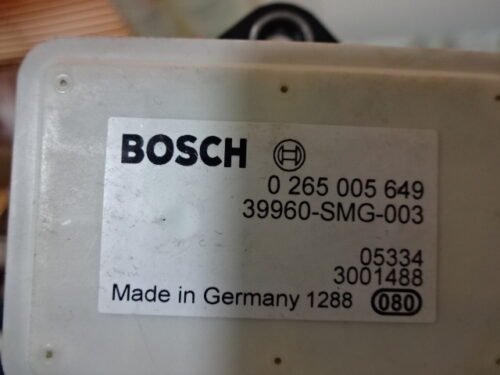 BOSCH
0 265 005 649
39960-SMG-003
05334
3001488
Made in Germany 1288 080